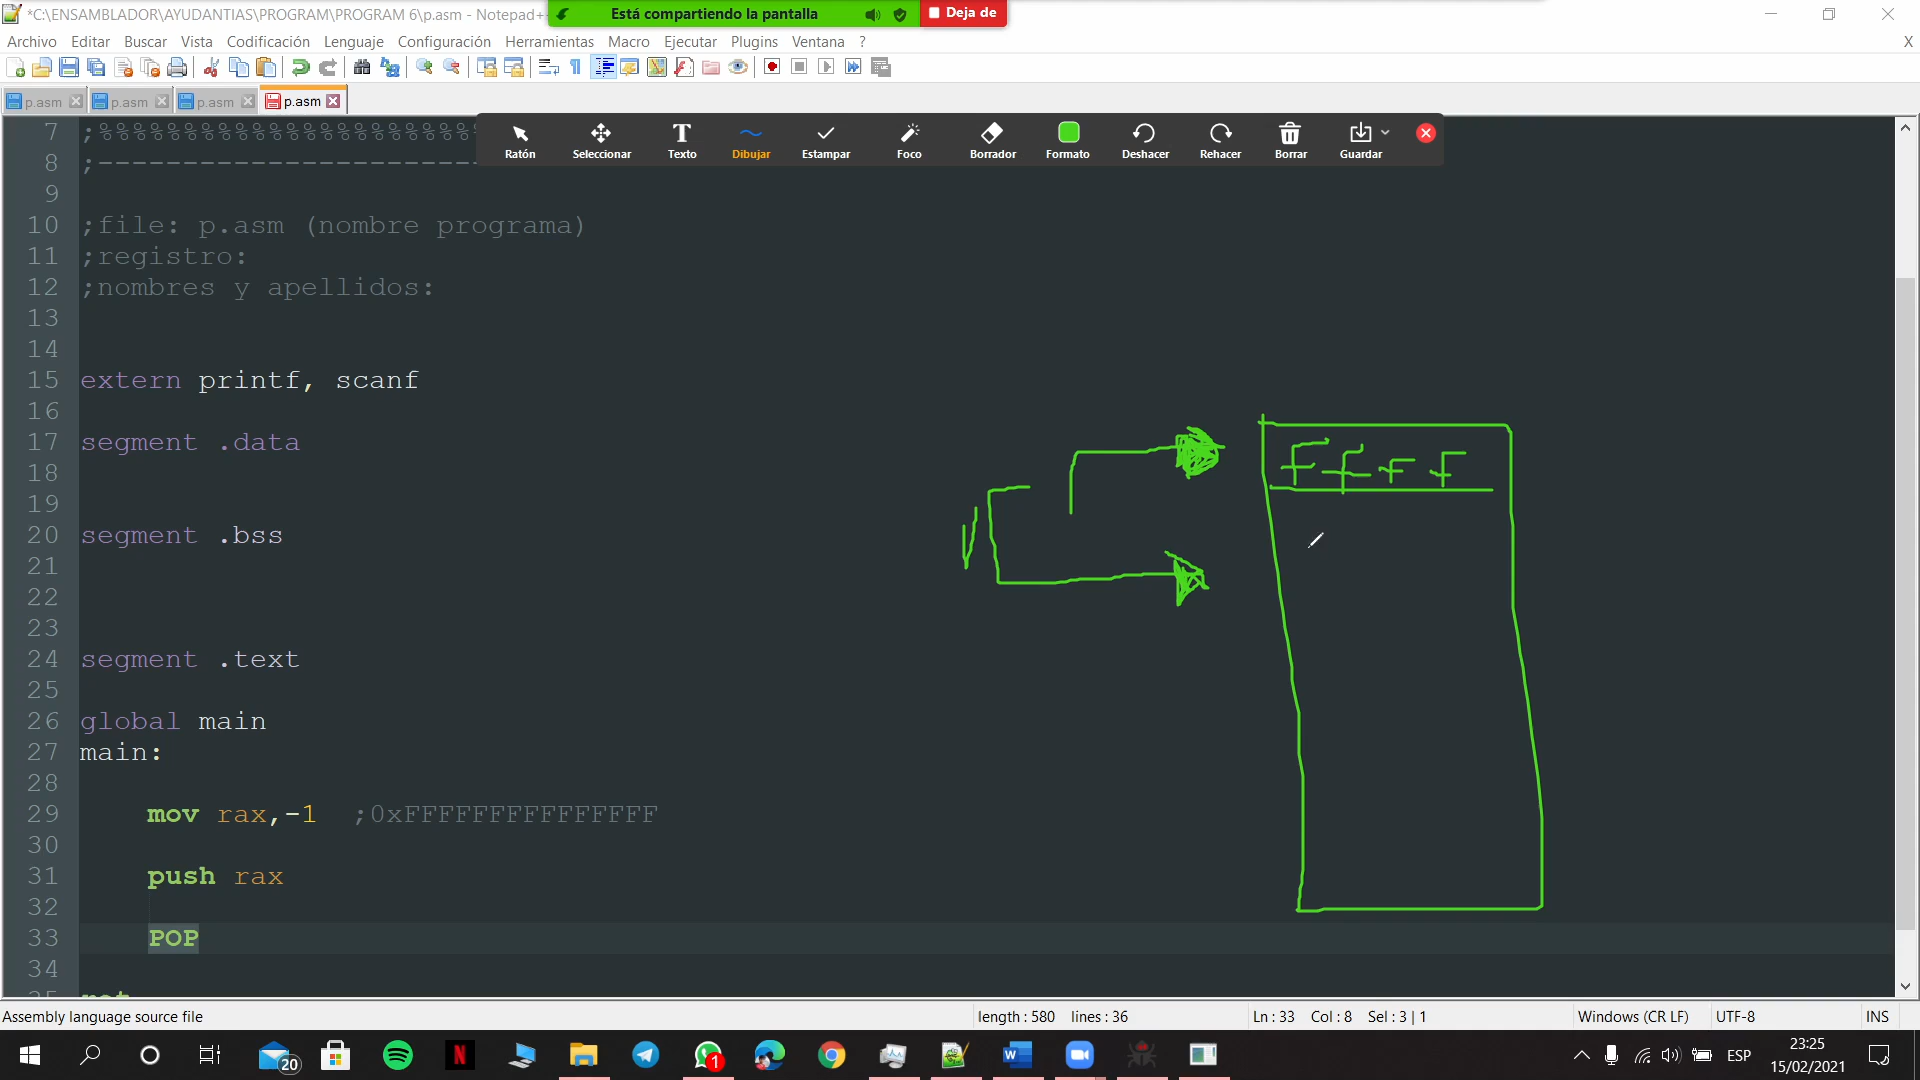 *C:\ENSAMBLADOR\AYUDANTIAS\PROGRAM\PROGRAM 6\p.asm - Notepad+
Está compartiendo la pantalla
Deja de
Archivo Editar Buscar Vista Codificación Lenguaje Configuración Herramientas Macro Ejecutar Plugins Ventana ? X
p.asm p.asm p.asm p.asm
Ratón Seleccionar Texto Dibujar Estampar Foco Borrador Formato Deshacer Rehacer Borrar Guardar
7 ;%%%%%%%%%%%%%%%%%%%%%%%
8 ;-----------------------
9
10 ;file: p.asm (nombre programa)
11 ;registro:
12 ;nombres y apellidos:
13
14
15 extern printf, scanf
16
17 segment .data
18
19
20 segment .bss
21
22
23
24 segment .text
25
26 global main
27 main:
28
29 mov rax,-1 ;0xFFFFFFFFFFFFFFF
30
31 push rax
32
33 POP
34
35 ret
f f f f
Assembly language source file length : 580 lines : 36 Ln : 33 Col : 8 Sel : 3 | 1 Windows (CR LF) UTF-8 INS
20
1
ESP
23:25
15/02/2021